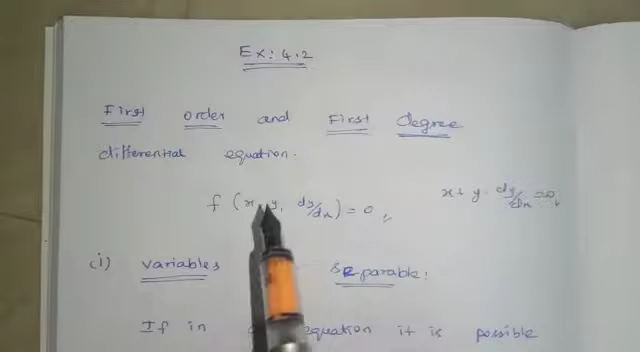 Ex: 4.2
First order and First degree
differential equation.
f (x, y, dy/dx) = 0,, x + y . dy/dx = 0,,
(i) variables separable:
If in equation it is possible